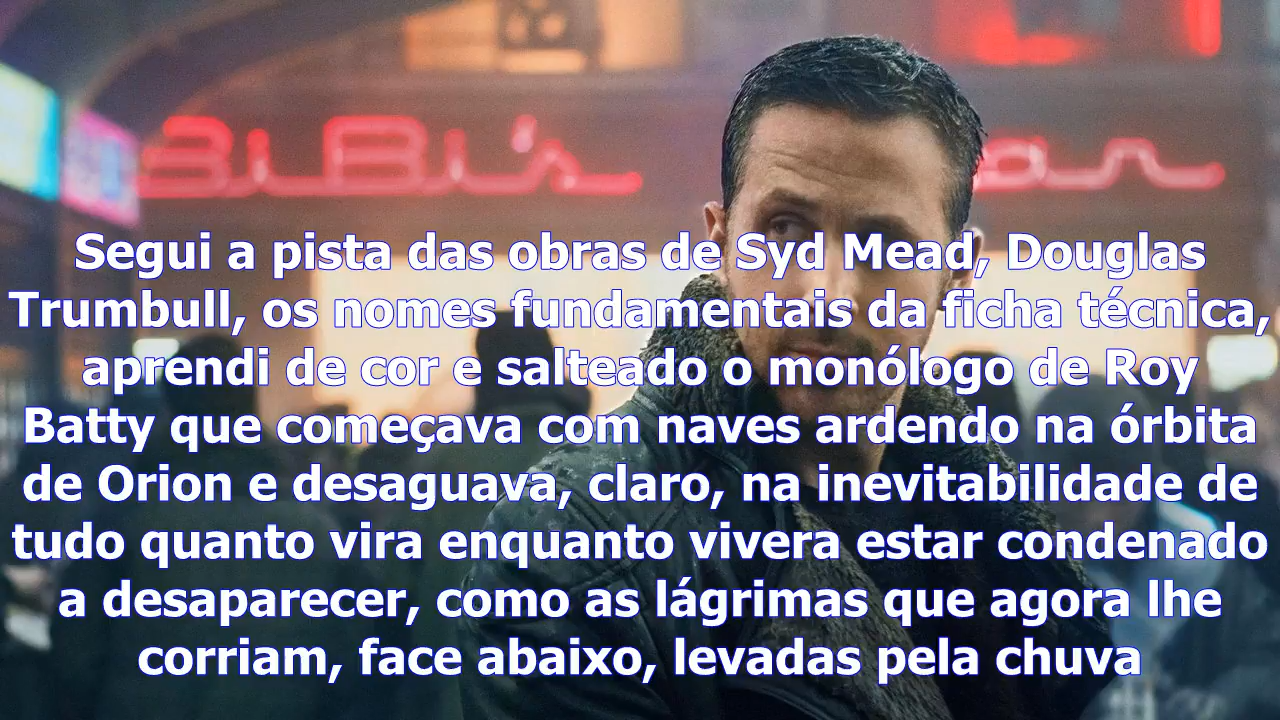 BiBi's
Bar
Segui a pista das obras de Syd Mead, Douglas
Trumbull, os nomes fundamentais da ficha técnica,
aprendi de cor e salteado o monólogo de Roy
Batty que começava com naves ardendo na órbita
de Orion e desaguava, claro, na inevitabilidade de
tudo quanto vira enquanto vivera estar condenado
a desaparecer, como as lágrimas que agora lhe
corriam, face abaixo, levadas pela chuva